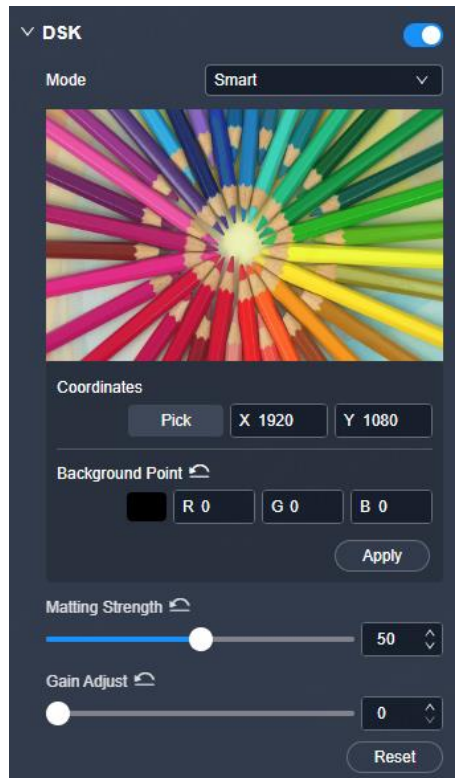 DSK
Mode Smart
Coordinates
Pick X 1920 Y 1080
Background Point
R 0 G 0 B 0
Apply
Matting Strength
50
Gain Adjust
0
Reset